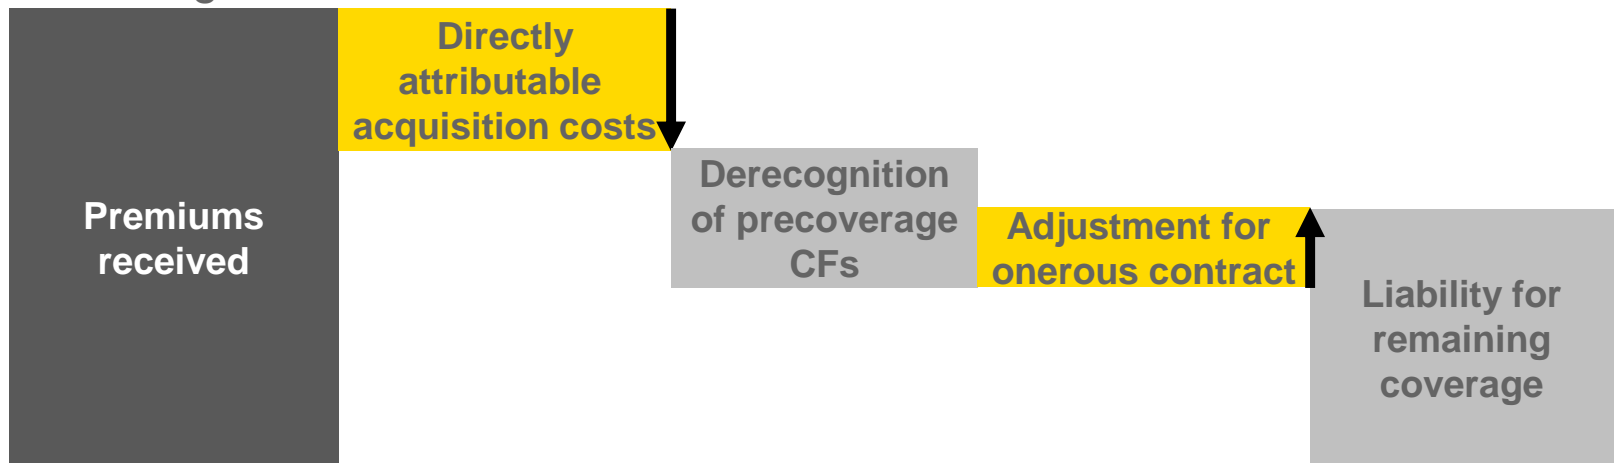 Premiums
received
Directly
attributable
acquisition costs
Derecognition
of precoverage
CFs
Adjustment for
onerous contract
Liability for
remaining
coverage